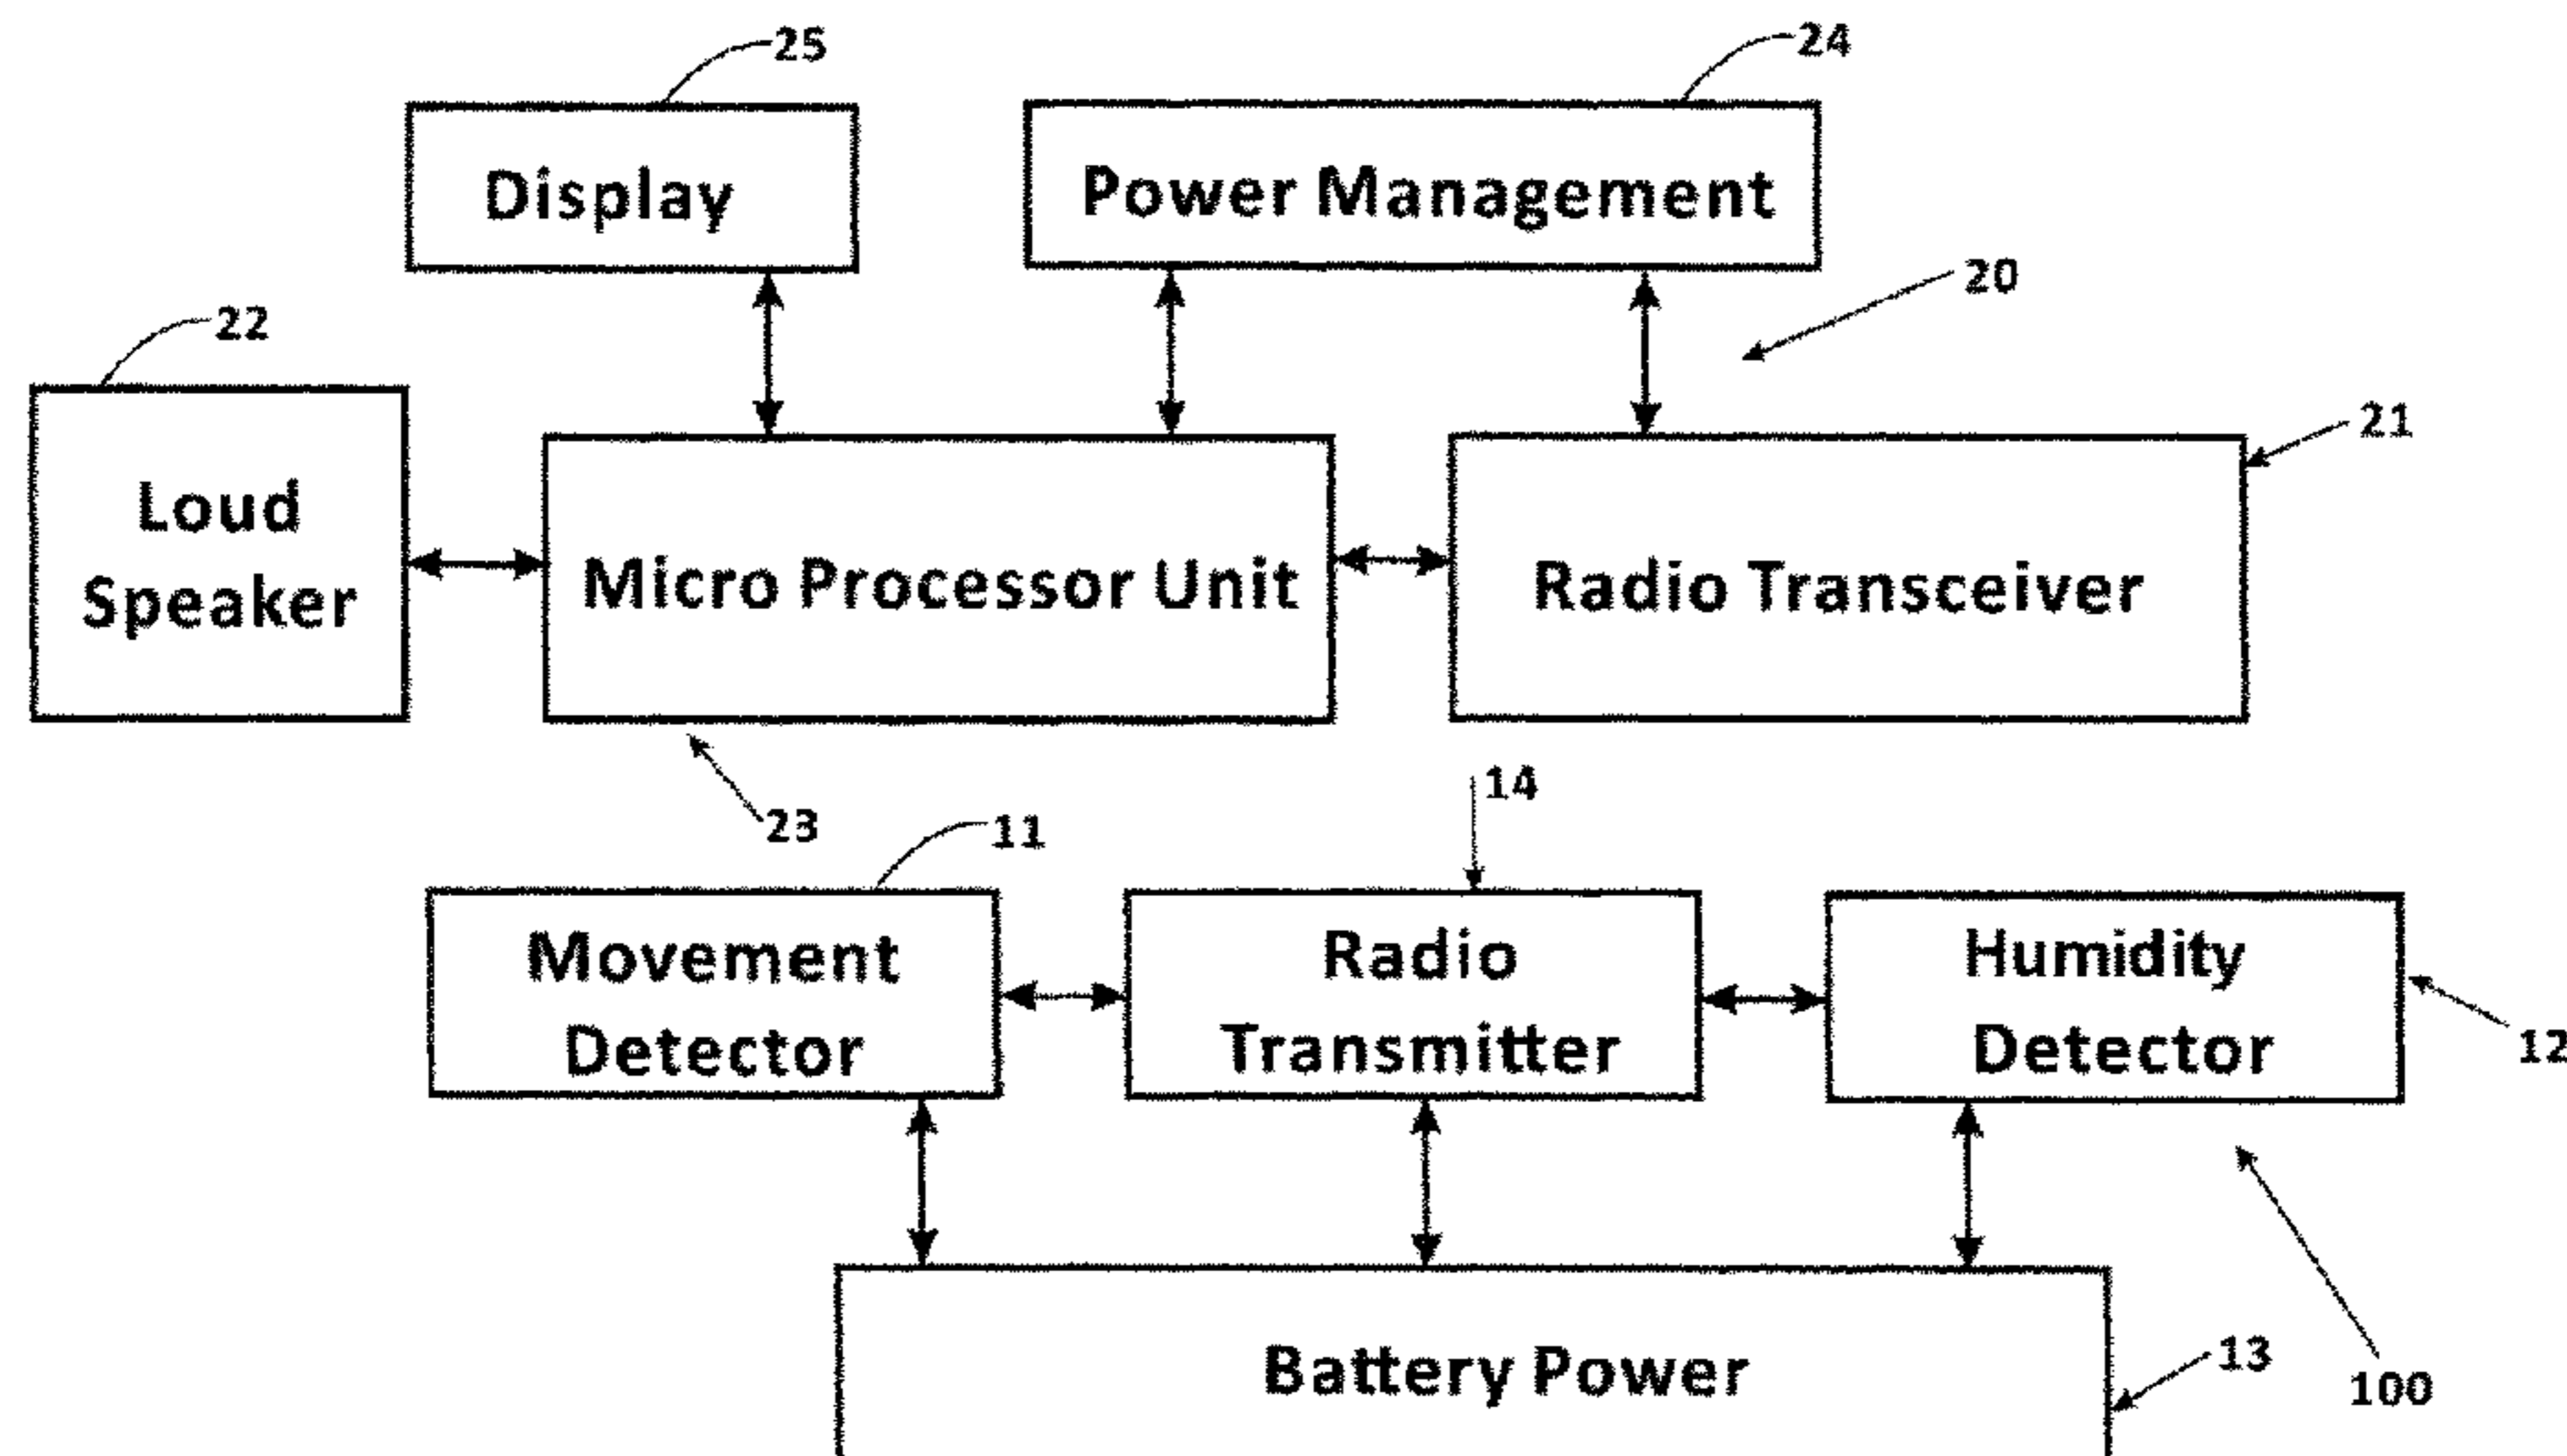 25
24
Display
Power Management
20
22
21
Loud
Speaker
Micro Processor Unit
Radio Transceiver
14
23
11
Movement
Detector
Radio
Transmitter
Humidity
Detector
12
Battery Power
13
100